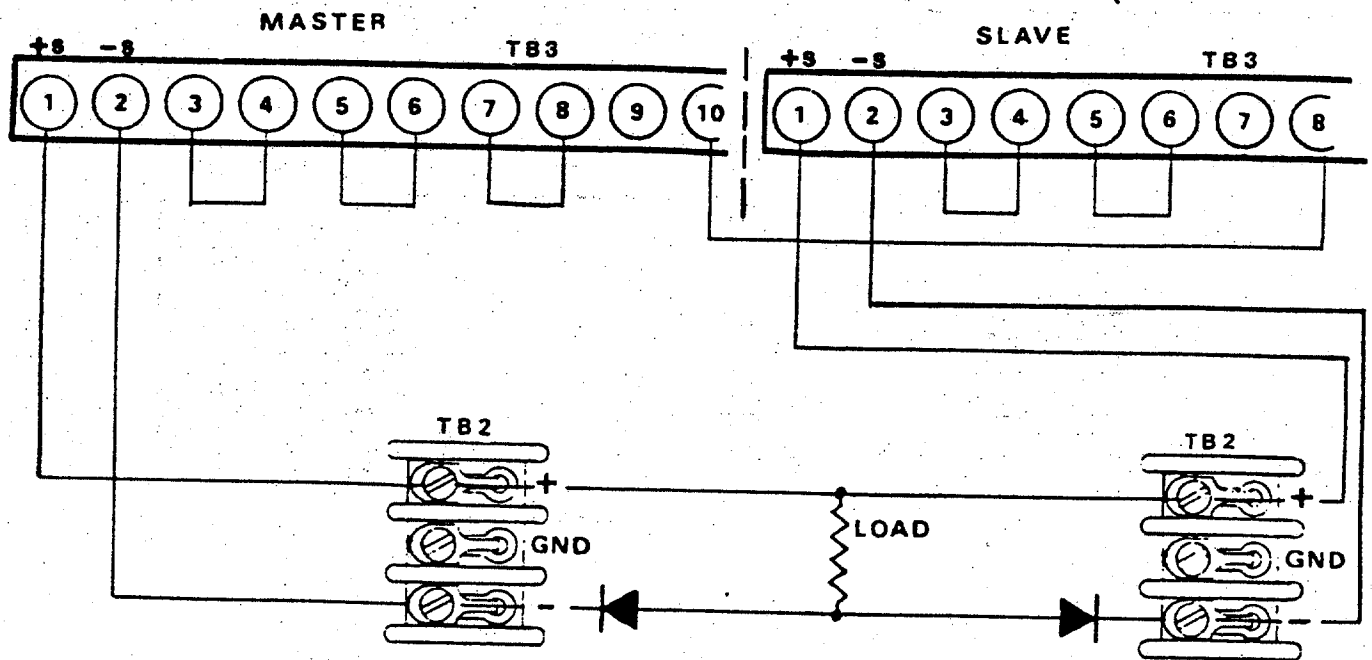 MASTER
+S -S TB3
1 2 3 4 5 6 7 8 9 10
SLAVE
+S -S TB3
1 2 3 4 5 6 7 8
TB2
+
GND
-
LOAD
TB2
+
GND
-